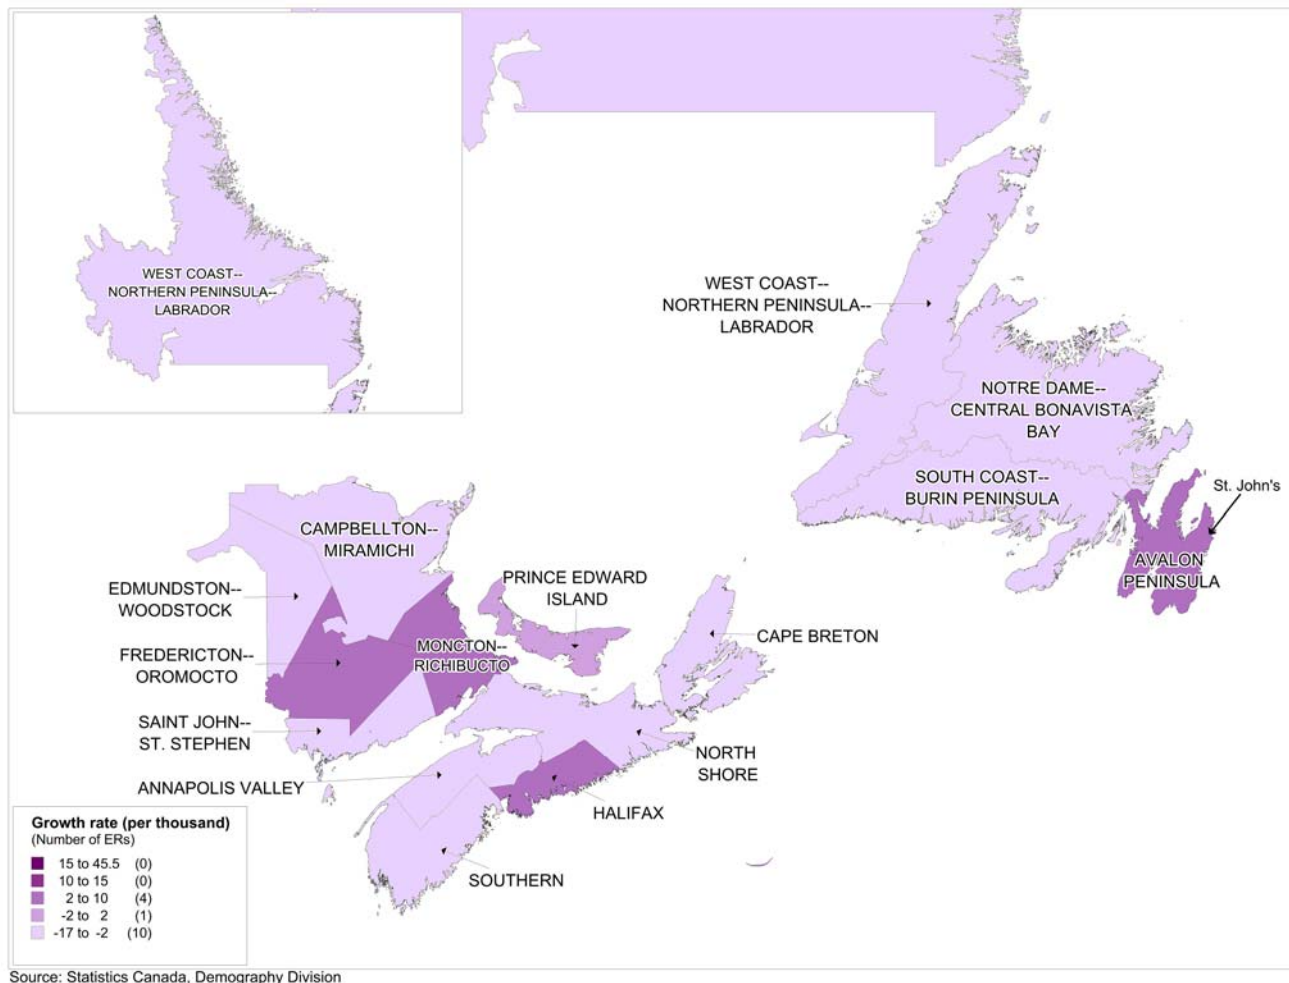 WEST COAST--
NORTHERN PENINSULA--
LABRADOR
WEST COAST--
NORTHERN PENINSULA--
LABRADOR
NOTRE DAME--
CENTRAL BONAVISTA
BAY
SOUTH COAST--
BURIN PENINSULA
St. John's
AVALON
PENINSULA
CAMPBELLTON--
MIRAMICHI
EDMUNDSTON--
WOODSTOCK
PRINCE EDWARD
ISLAND
CAPE BRETON
FREDERICTON--
OROMOCTO
MONCTON--
RICHIBUCTO
SAINT JOHN--
ST. STEPHEN
NORTH
SHORE
ANNAPOLIS VALLEY
HALIFAX
SOUTHERN
Growth rate (per thousand)
(Number of ERs)
15 to 45.5 (0)
10 to 15 (0)
2 to 10 (4)
-2 to 2 (1)
-17 to -2 (10)
Source: Statistics Canada, Demography Division